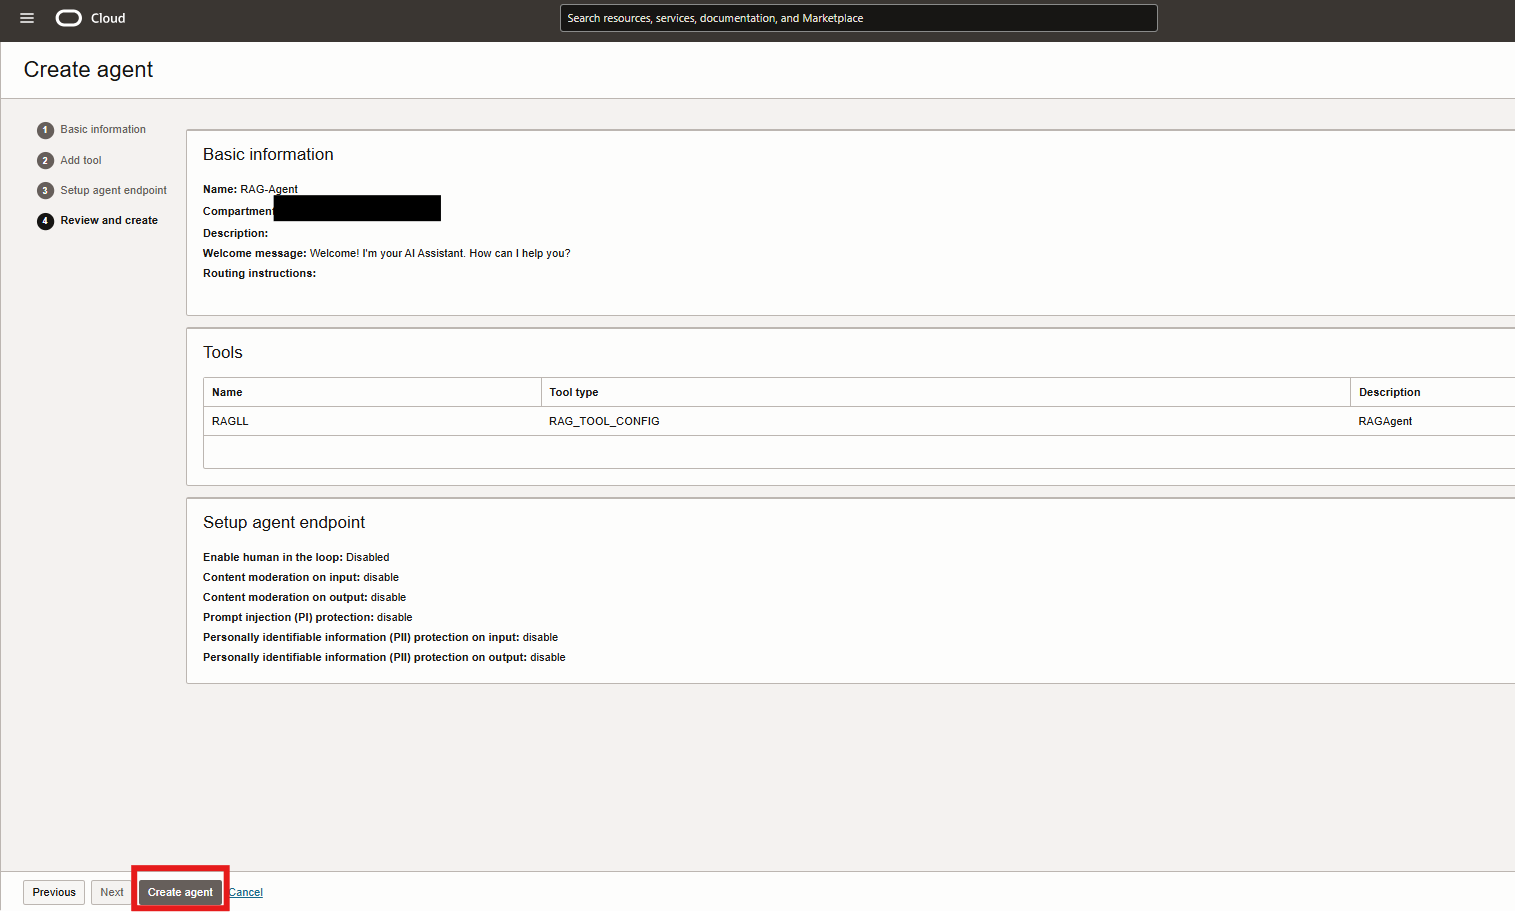 Cloud
Search resources, services, documentation, and Marketplace
Create agent
1 Basic information
2 Add tool
3 Setup agent endpoint
4 Review and create
Basic information
Name: RAG-Agent
Compartment
Description:
Welcome message: Welcome! I'm your AI Assistant. How can I help you?
Routing instructions:
Tools
Name Tool type Description
RAGLL RAG_TOOL_CONFIG RAGAgent
Setup agent endpoint
Enable human in the loop: Disabled
Content moderation on input: disable
Content moderation on output: disable
Prompt injection (PI) protection: disable
Personally identifiable information (PII) protection on input: disable
Personally identifiable information (PII) protection on output: disable
Previous Next Create agent Cancel